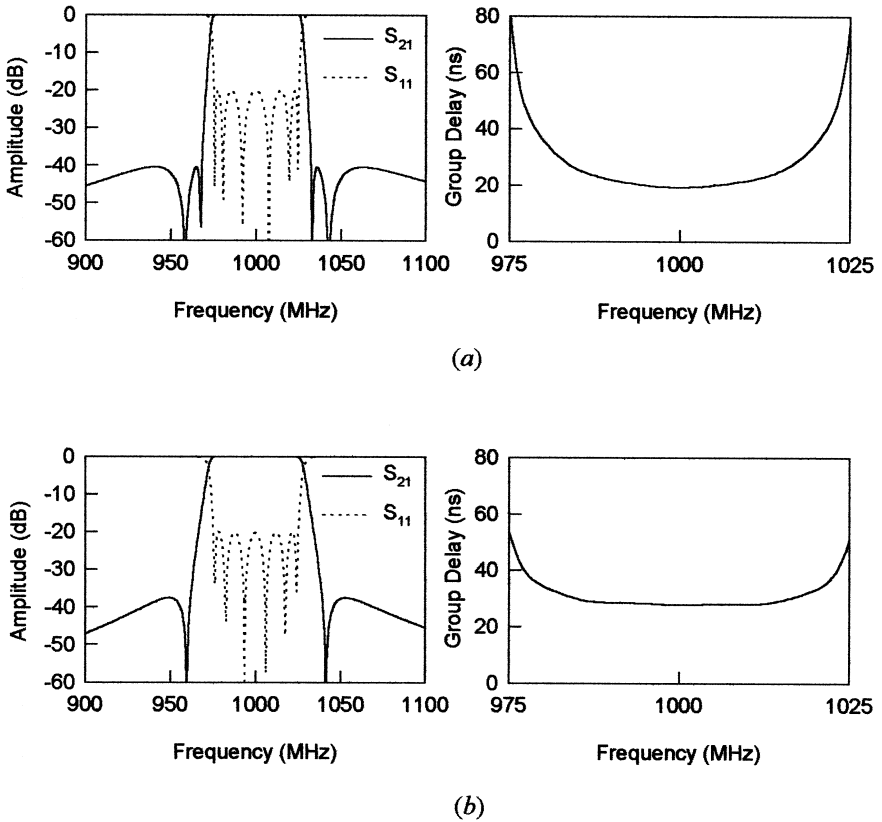 Amplitude (dB)
0
-10
-20
-30
-40
-50
-60
900
950
1000
1050
1100
Frequency (MHz)
S21
S11
Group Delay (ns)
80
60
40
20
0
975
1000
1025
Frequency (MHz)
(a)
Amplitude (dB)
0
-10
-20
-30
-40
-50
-60
900
950
1000
1050
1100
Frequency (MHz)
S21
S11
Group Delay (ns)
80
60
40
20
0
975
1000
1025
Frequency (MHz)
(b)